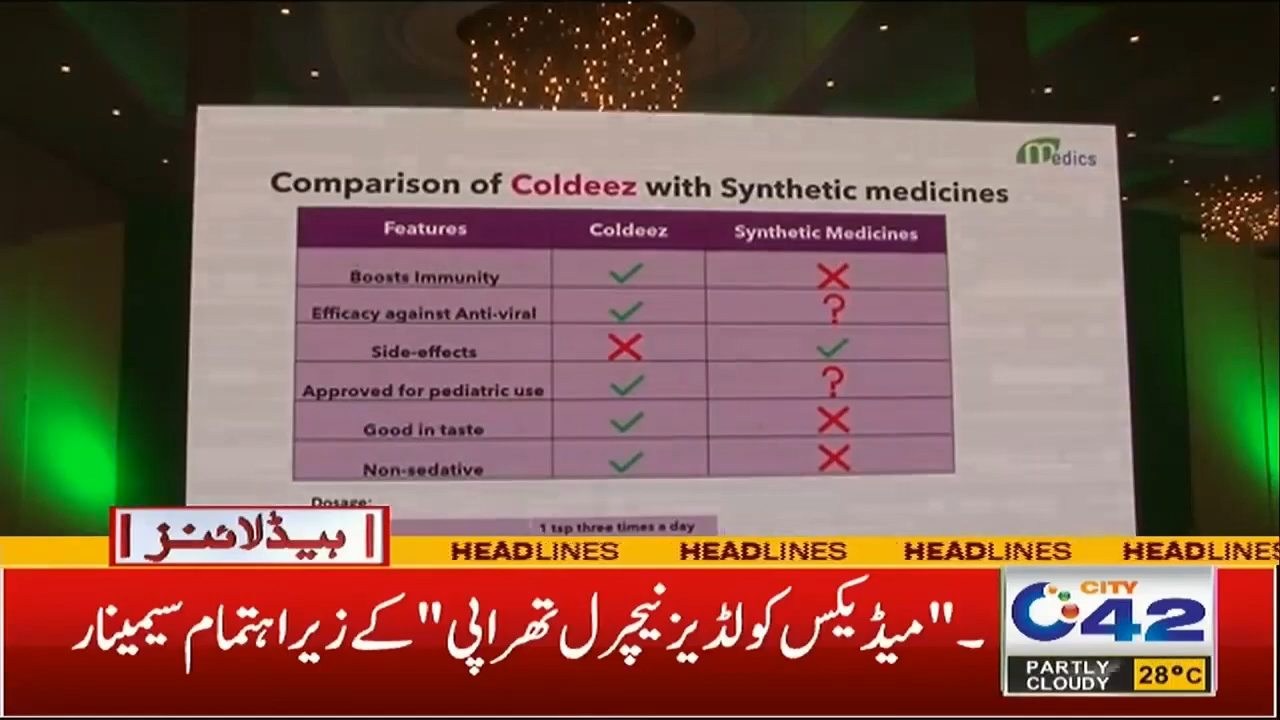 medics
Comparison of Coldeez with Synthetic medicines
Features Coldeez Synthetic Medicines
Boosts Immunity ✓ ✗
Efficacy against Anti-viral ✓ ?
Side-effects ✗ ✓
Approved for pediatric use ✓ ?
Good in taste ✓ ✗
Non-sedative ✓ ✗
Dosage:
1 tsp three times a day
ہیڈلائنز
HEADLINES HEADLINES HEADLINES HEADLINES
۔"میڈیکس کولڈیز نیچرل تھراپی" کے زیراہتمام سیمینار
CITY
42
PARTLY CLOUDY 28°C